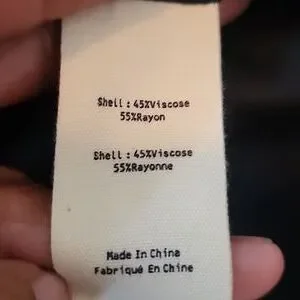 Shell : 45%Viscose
55%Rayon
Shell : 45%Viscose
55%Rayonne
Made In China
Fabriqué En Chine